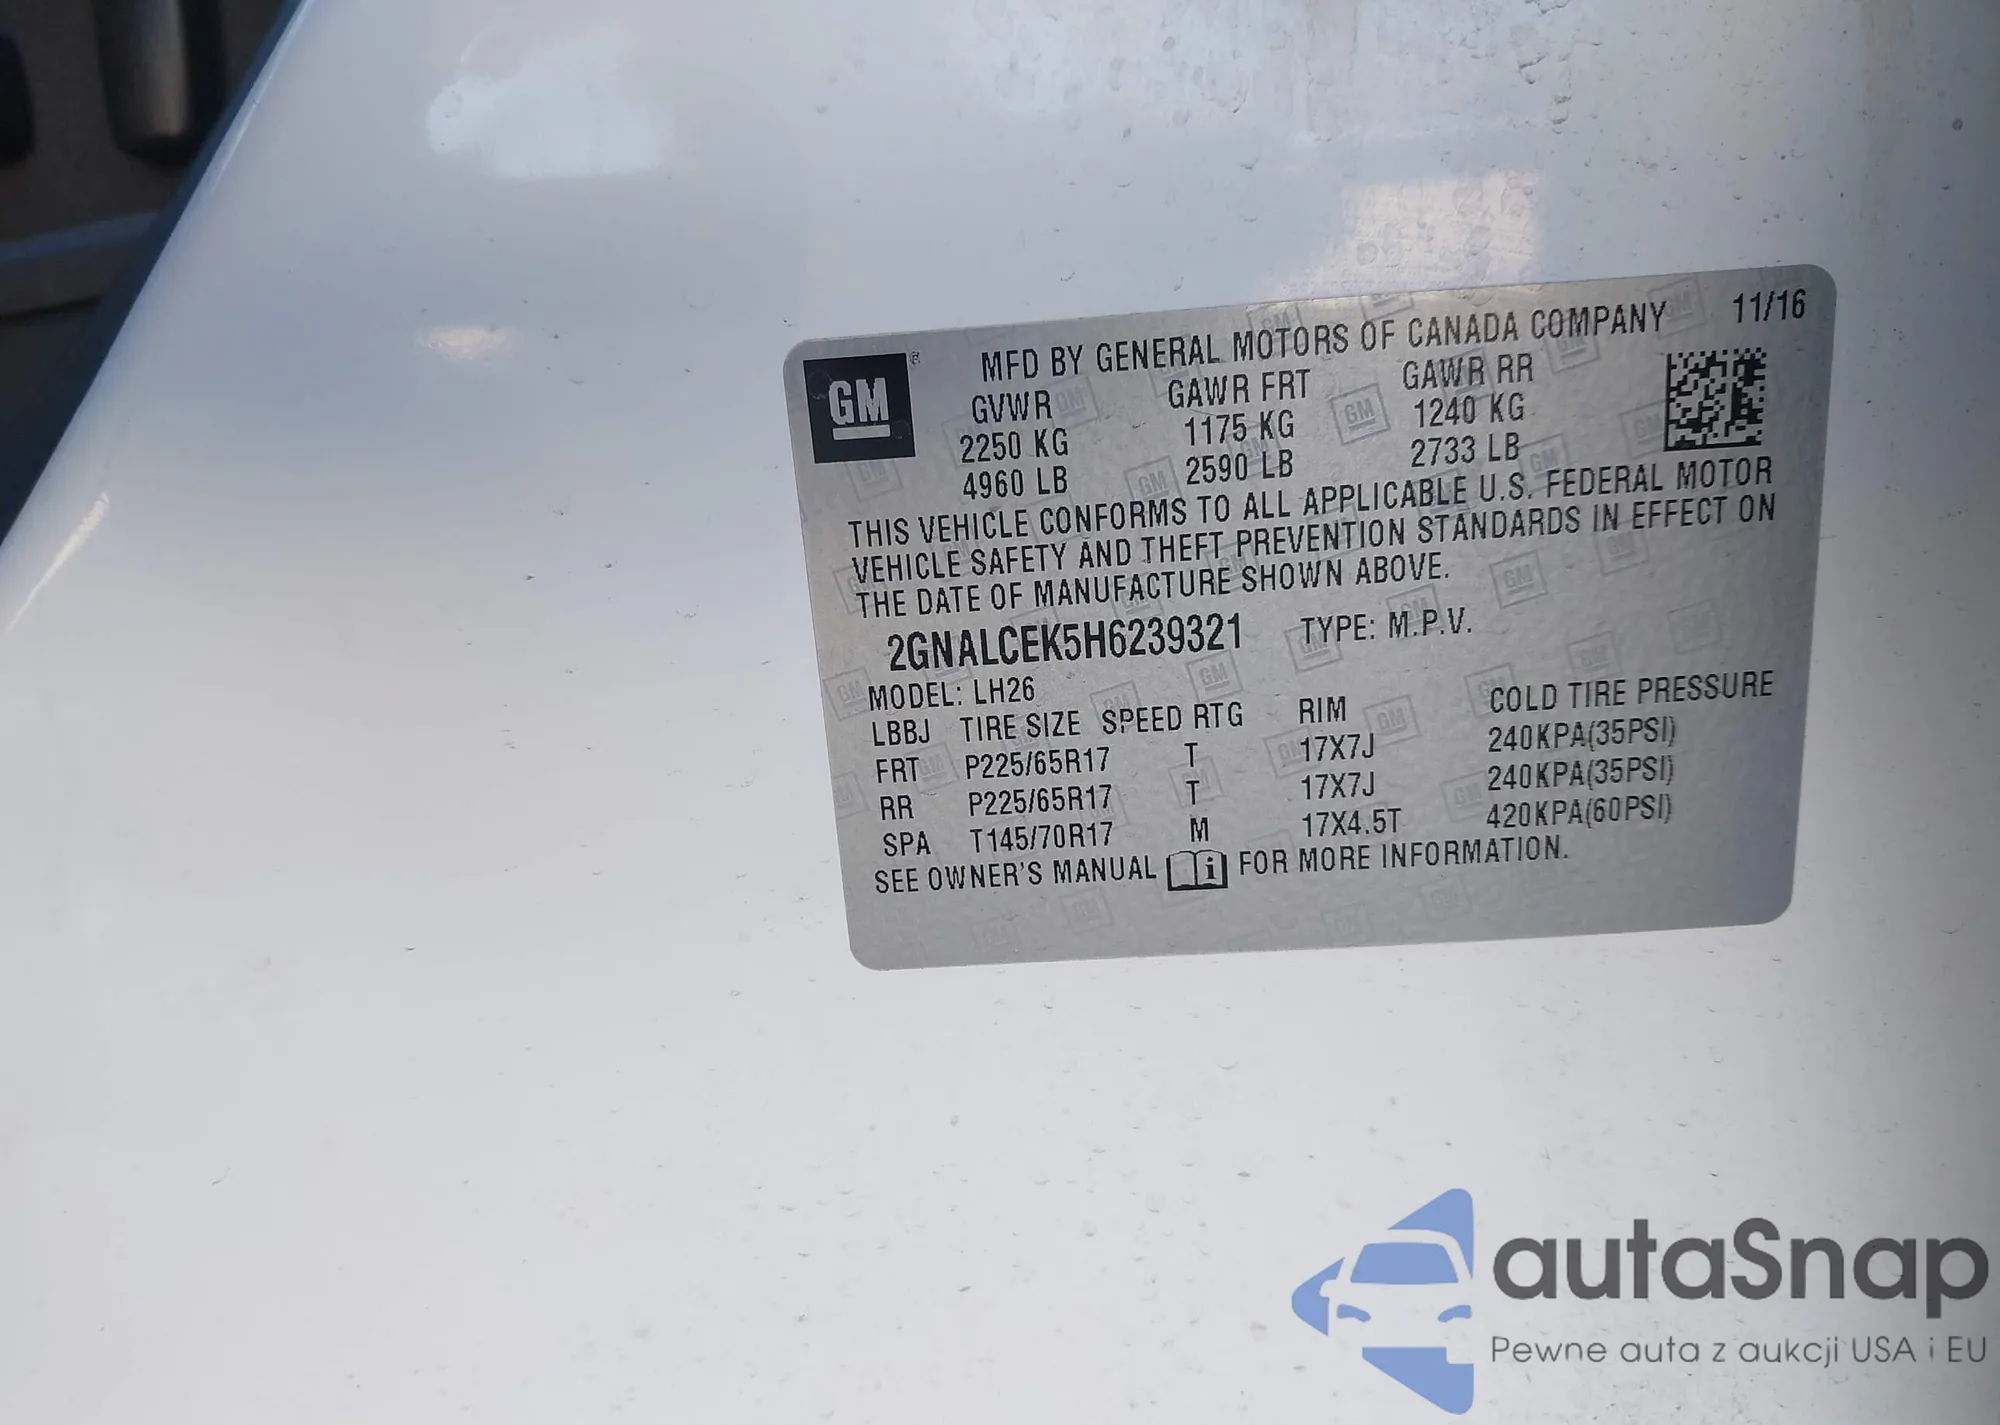 MFD BY GENERAL MOTORS OF CANADA COMPANY 11/16
GM
GVWR GAWR FRT GAWR RR
2250 KG 1175 KG 1240 KG
4960 LB 2590 LB 2733 LB
THIS VEHICLE CONFORMS TO ALL APPLICABLE U.S. FEDERAL MOTOR
VEHICLE SAFETY AND THEFT PREVENTION STANDARDS IN EFFECT ON
THE DATE OF MANUFACTURE SHOWN ABOVE.
2GNALCEK5H6239321 TYPE: M.P.V.
MODEL: LH26
LBBJ TIRE SIZE SPEED RTG RIM COLD TIRE PRESSURE
FRT P225/65R17 T 17X7J 240KPA(35PSI)
RR P225/65R17 T 17X7J 240KPA(35PSI)
SPA T145/70R17 M 17X4.5T 420KPA(60PSI)
SEE OWNER'S MANUAL i FOR MORE INFORMATION.
autaSnap
Pewne auta z aukcji USA i EU